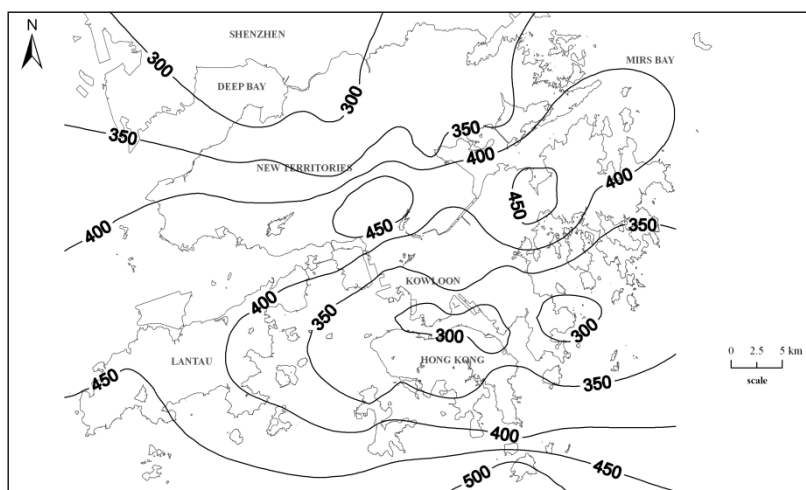 N
SHENZHEN
MIRS BAY
300
DEEP BAY
300
350
350
400
NEW TERRITORIES
400
450
450
400
350
400
KOWLOON
350
300
300
LANTAU
HONG KONG
450
350
400
450
500
0 2.5 5 km
scale